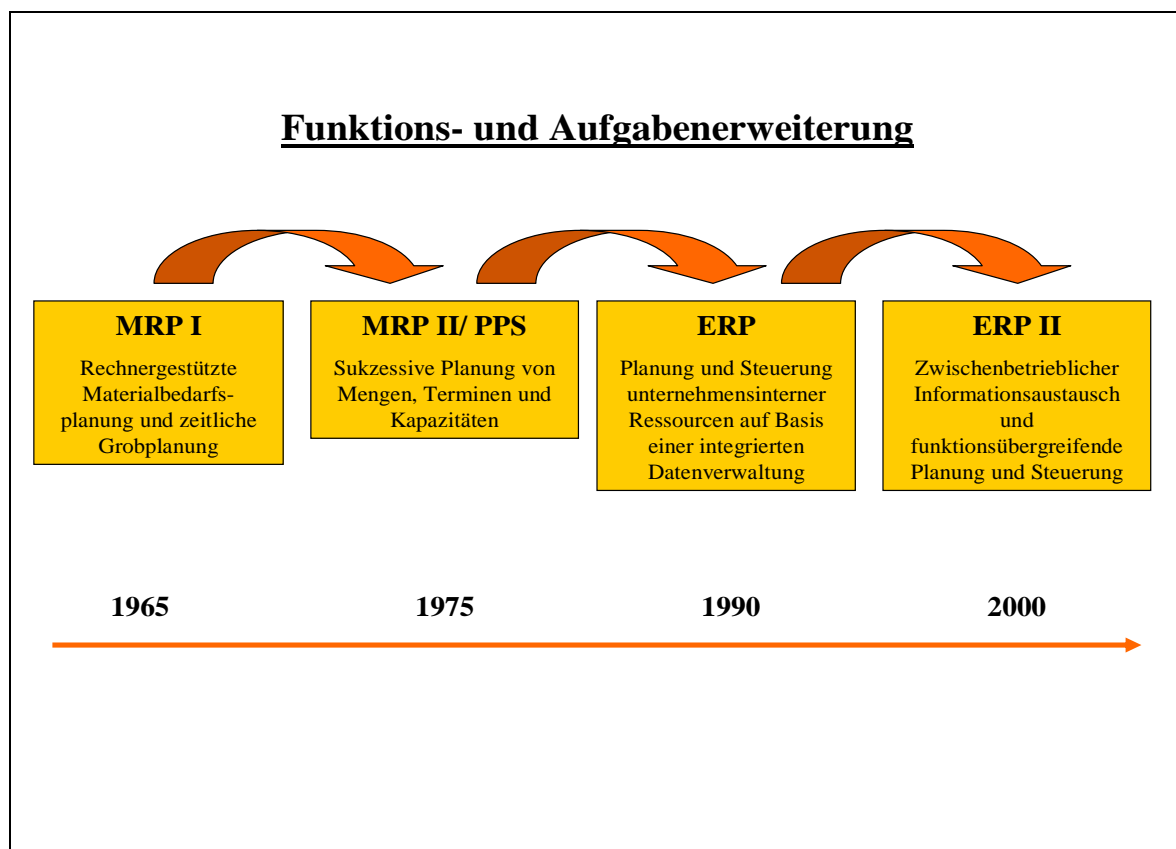 Funktions- und Aufgabenerweiterung
MRP I
Rechnergestützte
Materialbedarfs-
planung und zeitliche
Grobplanung
MRP II/ PPS
Sukzessive Planung von
Mengen, Terminen und
Kapazitäten
ERP
Planung und Steuerung
unternehmensinterner
Ressourcen auf Basis
einer integrierten
Datenverwaltung
ERP II
Zwischenbetrieblicher
Informationsaustausch
und
funktionsübergreifende
Planung und Steuerung
1965
1975
1990
2000